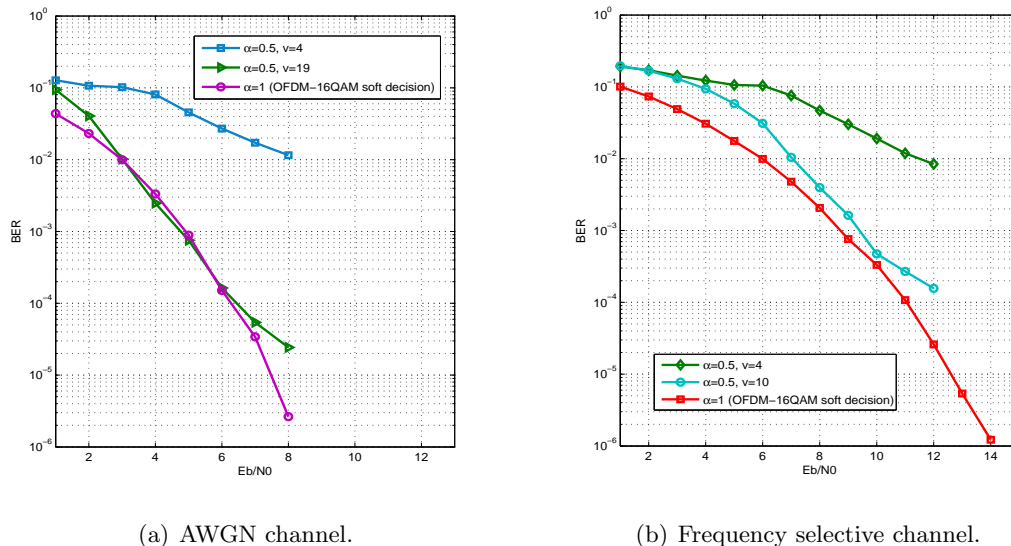 10^0
10^−1
10^−2
10^−3
10^−4
10^−5
10^−6
BER
2 4 6 8 10 12
Eb/N0
α=0.5, v=4
α=0.5, v=19
α=1 (OFDM−16QAM soft decision)
(a) AWGN channel.
10^0
10^−1
10^−2
10^−3
10^−4
10^−5
10^−6
BER
2 4 6 8 10 12 14
Eb/N0
α=0.5, v=4
α=0.5, v=10
α=1 (OFDM−16QAM soft decision)
(b) Frequency selective channel.